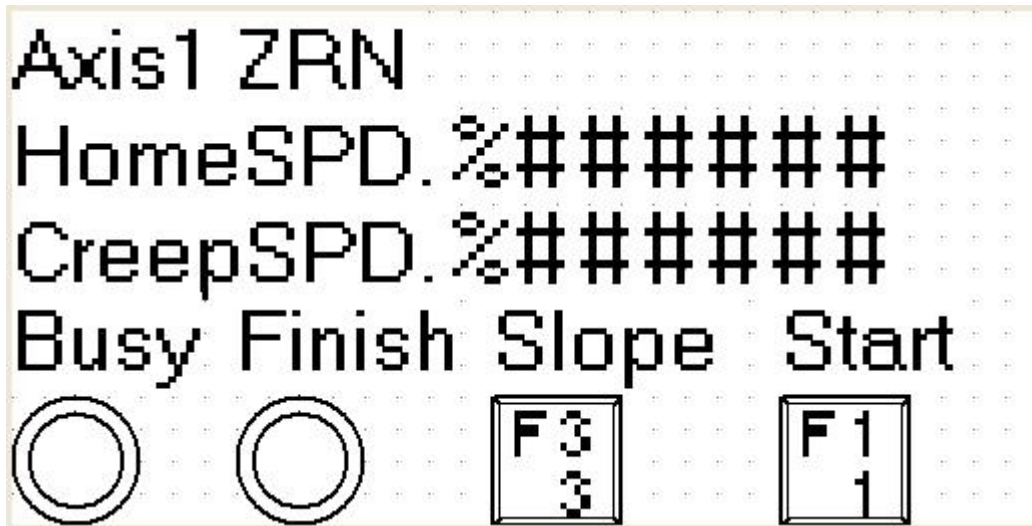 Axis1 ZRN
HomeSPD.%######
CreepSPD.%######
Busy Finish Slope Start
F3 F1
3 1